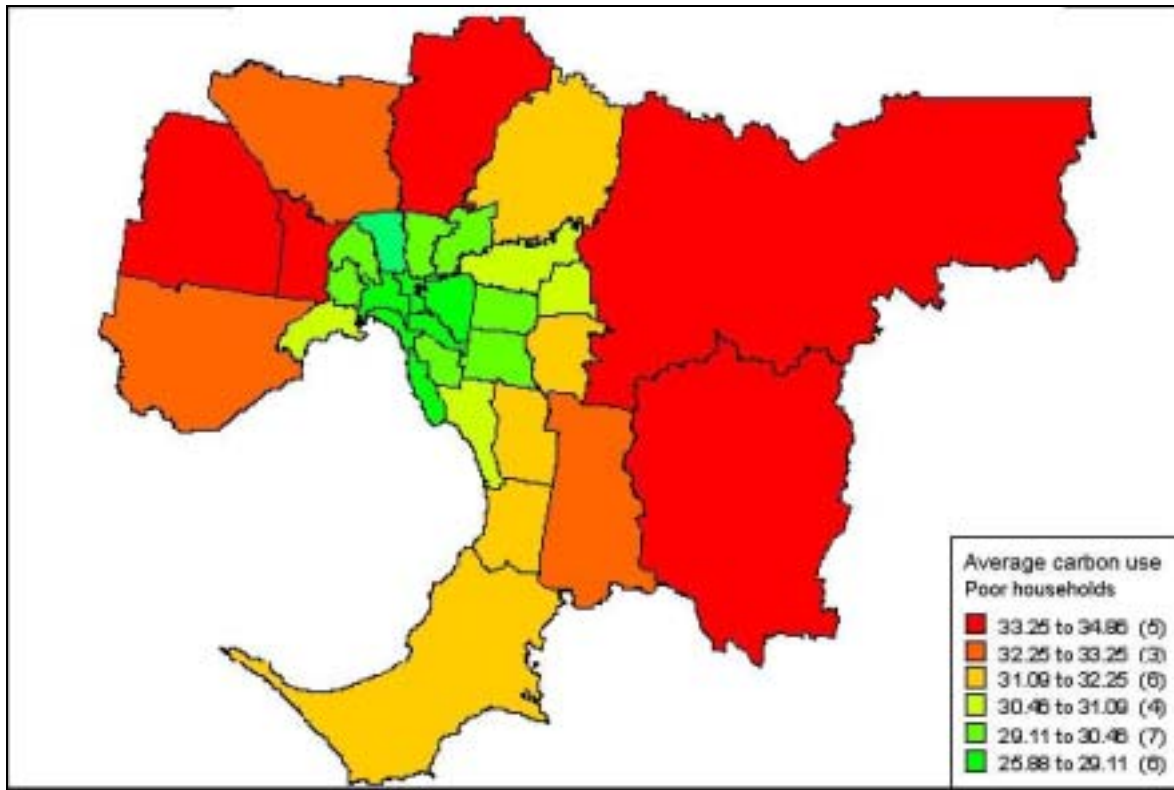 Average carbon use
Poor households
33.25 to 34.86 (5)
32.25 to 33.25 (3)
31.09 to 32.25 (6)
30.46 to 31.09 (4)
29.11 to 30.46 (7)
25.88 to 29.11 (6)